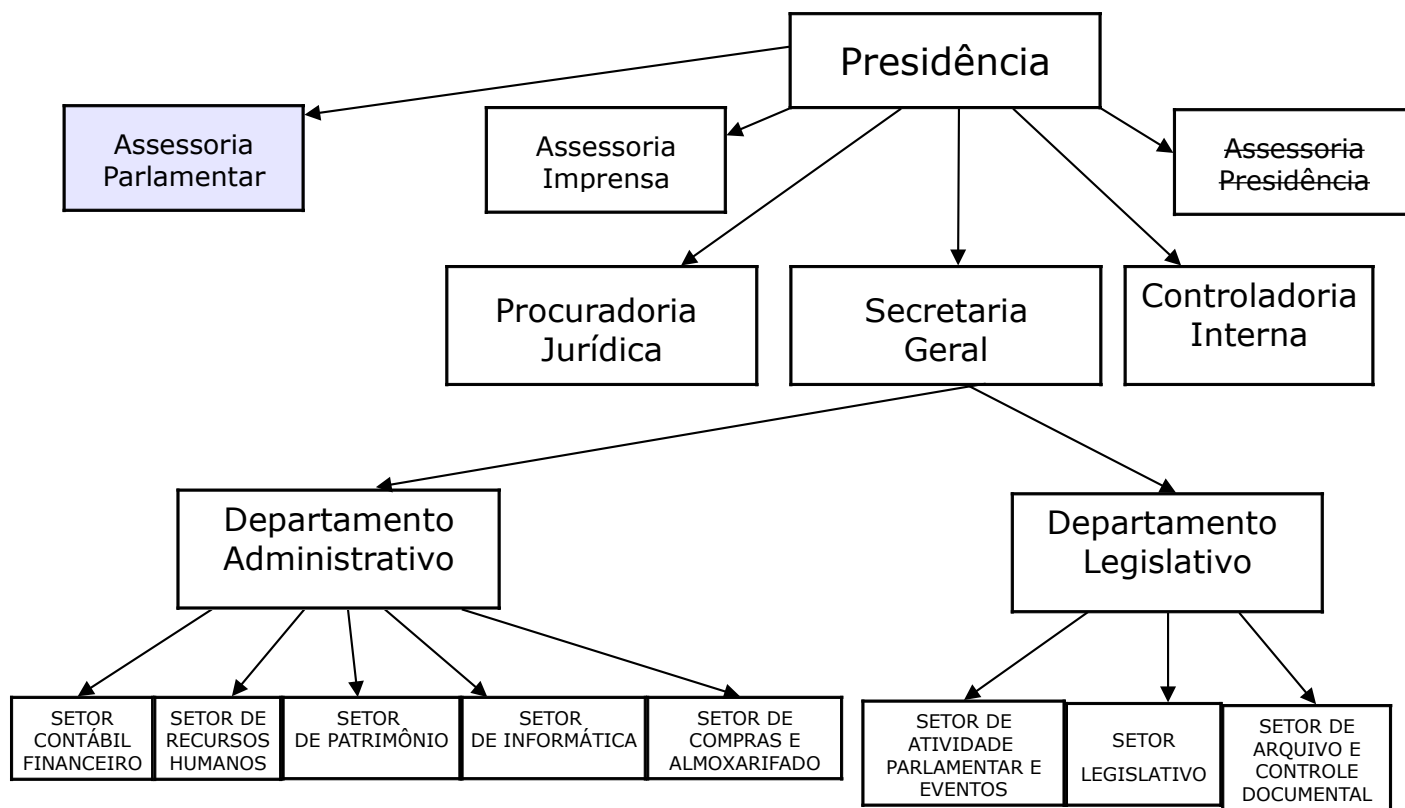 Presidência
Assessoria
Parlamentar
Assessoria
Imprensa
Assessoria
Presidência
Procuradoria
Jurídica
Secretaria
Geral
Controladoria
Interna
Departamento
Administrativo
Departamento
Legislativo
SETOR
CONTÁBIL
FINANCEIRO
SETOR DE
RECURSOS
HUMANOS
SETOR
DE PATRIMÔNIO
SETOR
DE INFORMÁTICA
SETOR DE
COMPRAS E
ALMOXARIFADO
SETOR DE
ATIVIDADE
PARLAMENTAR E
EVENTOS
SETOR
LEGISLATIVO
SETOR DE
ARQUIVO E
CONTROLE
DOCUMENTAL